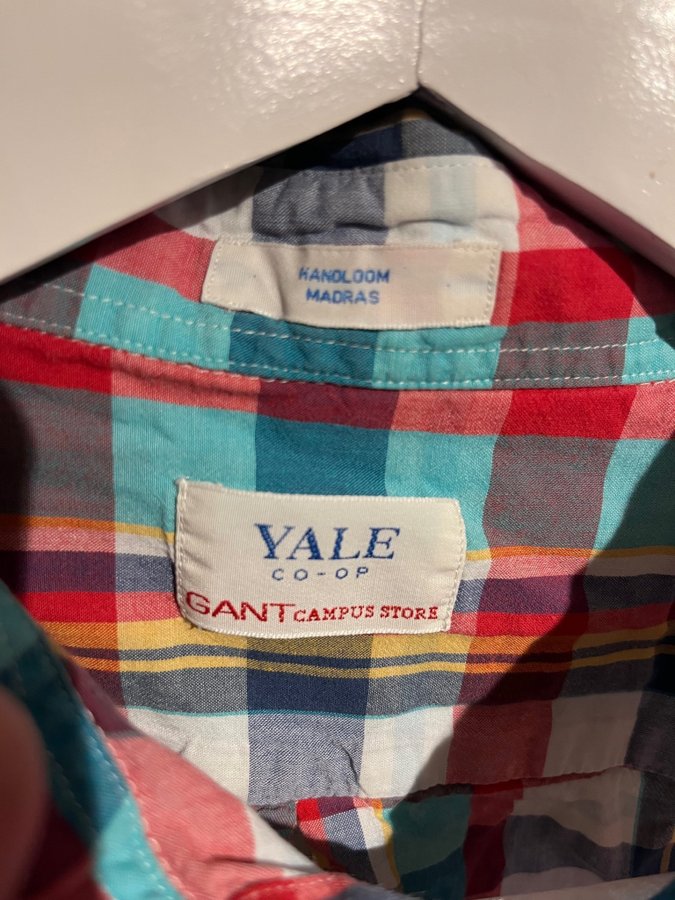 HANDLOOM
MADRAS
YALE
CO-OP
GANT CAMPUS STORE